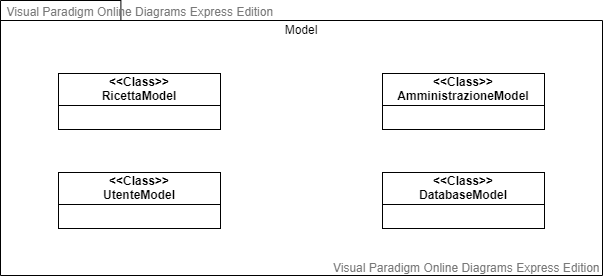 Visual Paradigm Online Diagrams Express Edition
Model
<<Class>>
RicettaModel
<<Class>>
AmministrazioneModel
<<Class>>
UtenteModel
<<Class>>
DatabaseModel
Visual Paradigm Online Diagrams Express Edition